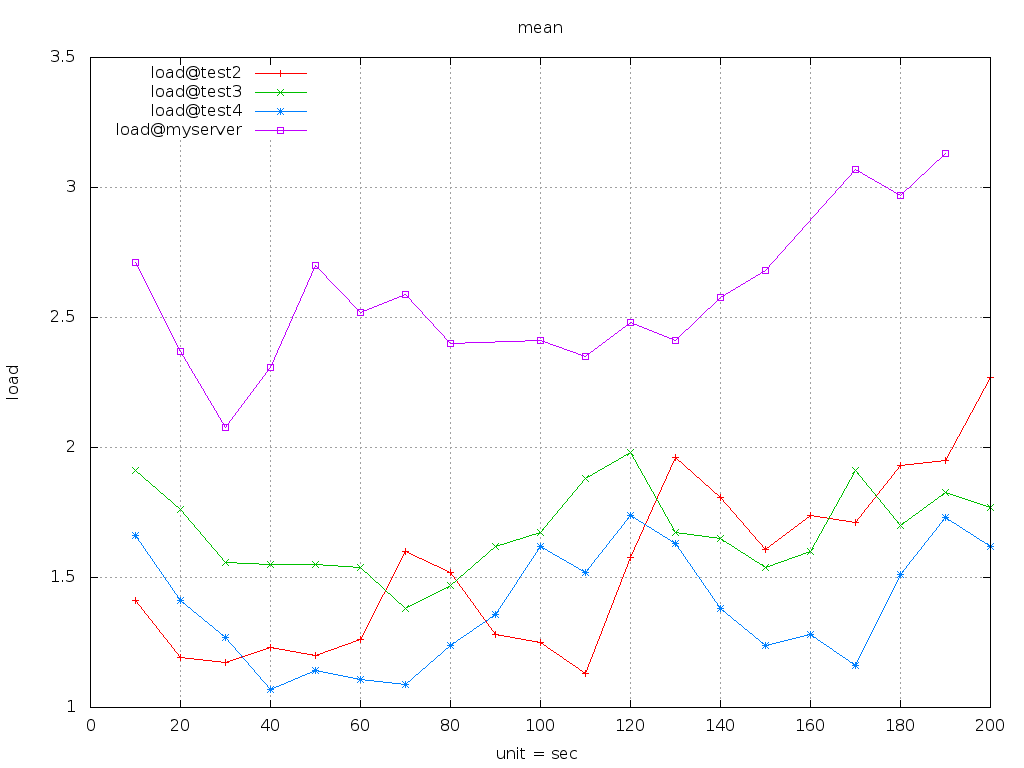 mean
3.5
3
2.5
2
1.5
1
load
load@test2
load@test3
load@test4
load@myserver
0 20 40 60 80 100 120 140 160 180 200
unit = sec